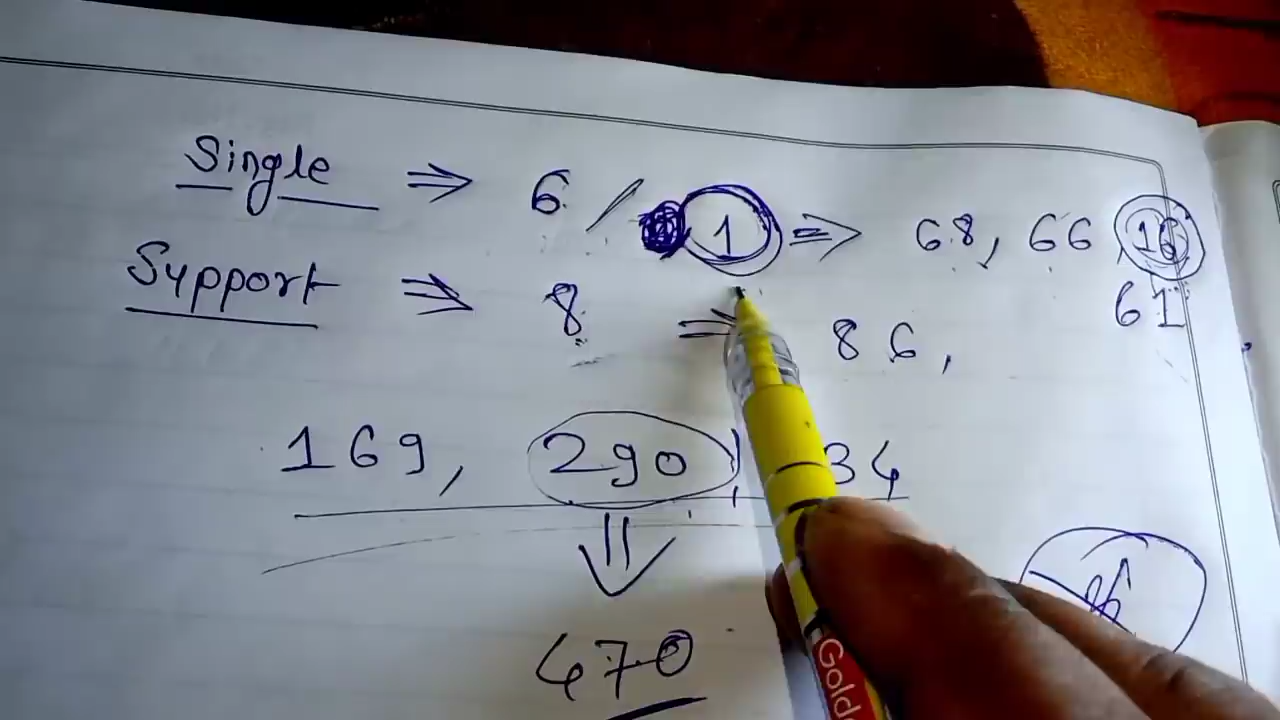 Single ⇒ 6 / 1 ⇒ 68, 66, 16
61
Support ⇒ 8 = 86,
169, 290, 34
⇓
470
Gold